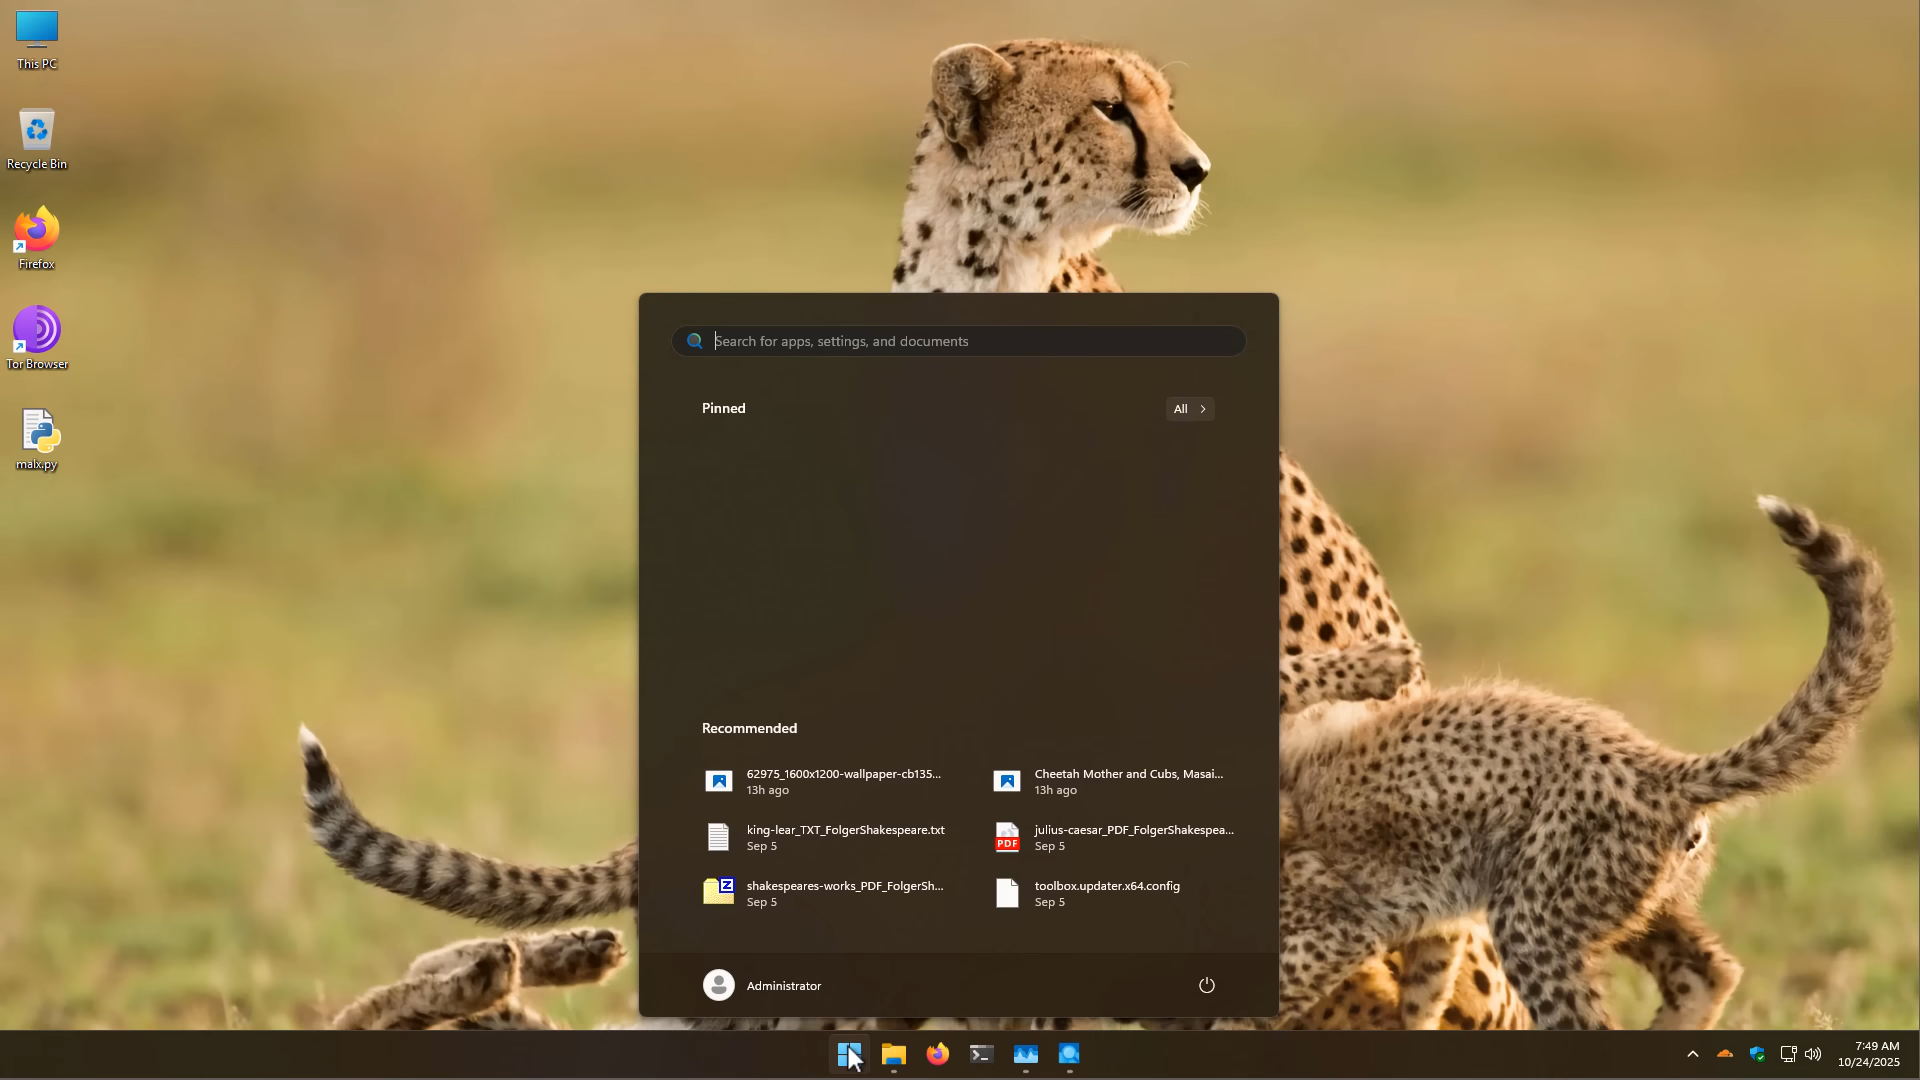 This PC
Recycle Bin
Firefox
Tor Browser
malx.py
Search for apps, settings, and documents
Pinned
All
Recommended
62975_1600x1200-wallpaper-cb135...
13h ago
Cheetah Mother and Cubs, Masai...
13h ago
king-lear_TXT_FolgerShakespeare.txt
Sep 5
julius-caesar_PDF_FolgerShakespea...
Sep 5
shakespeares-works_PDF_FolgerSh...
Sep 5
toolbox.updater.x64.config
Sep 5
PDF
Z
Administrator
7:49 AM
10/24/2025